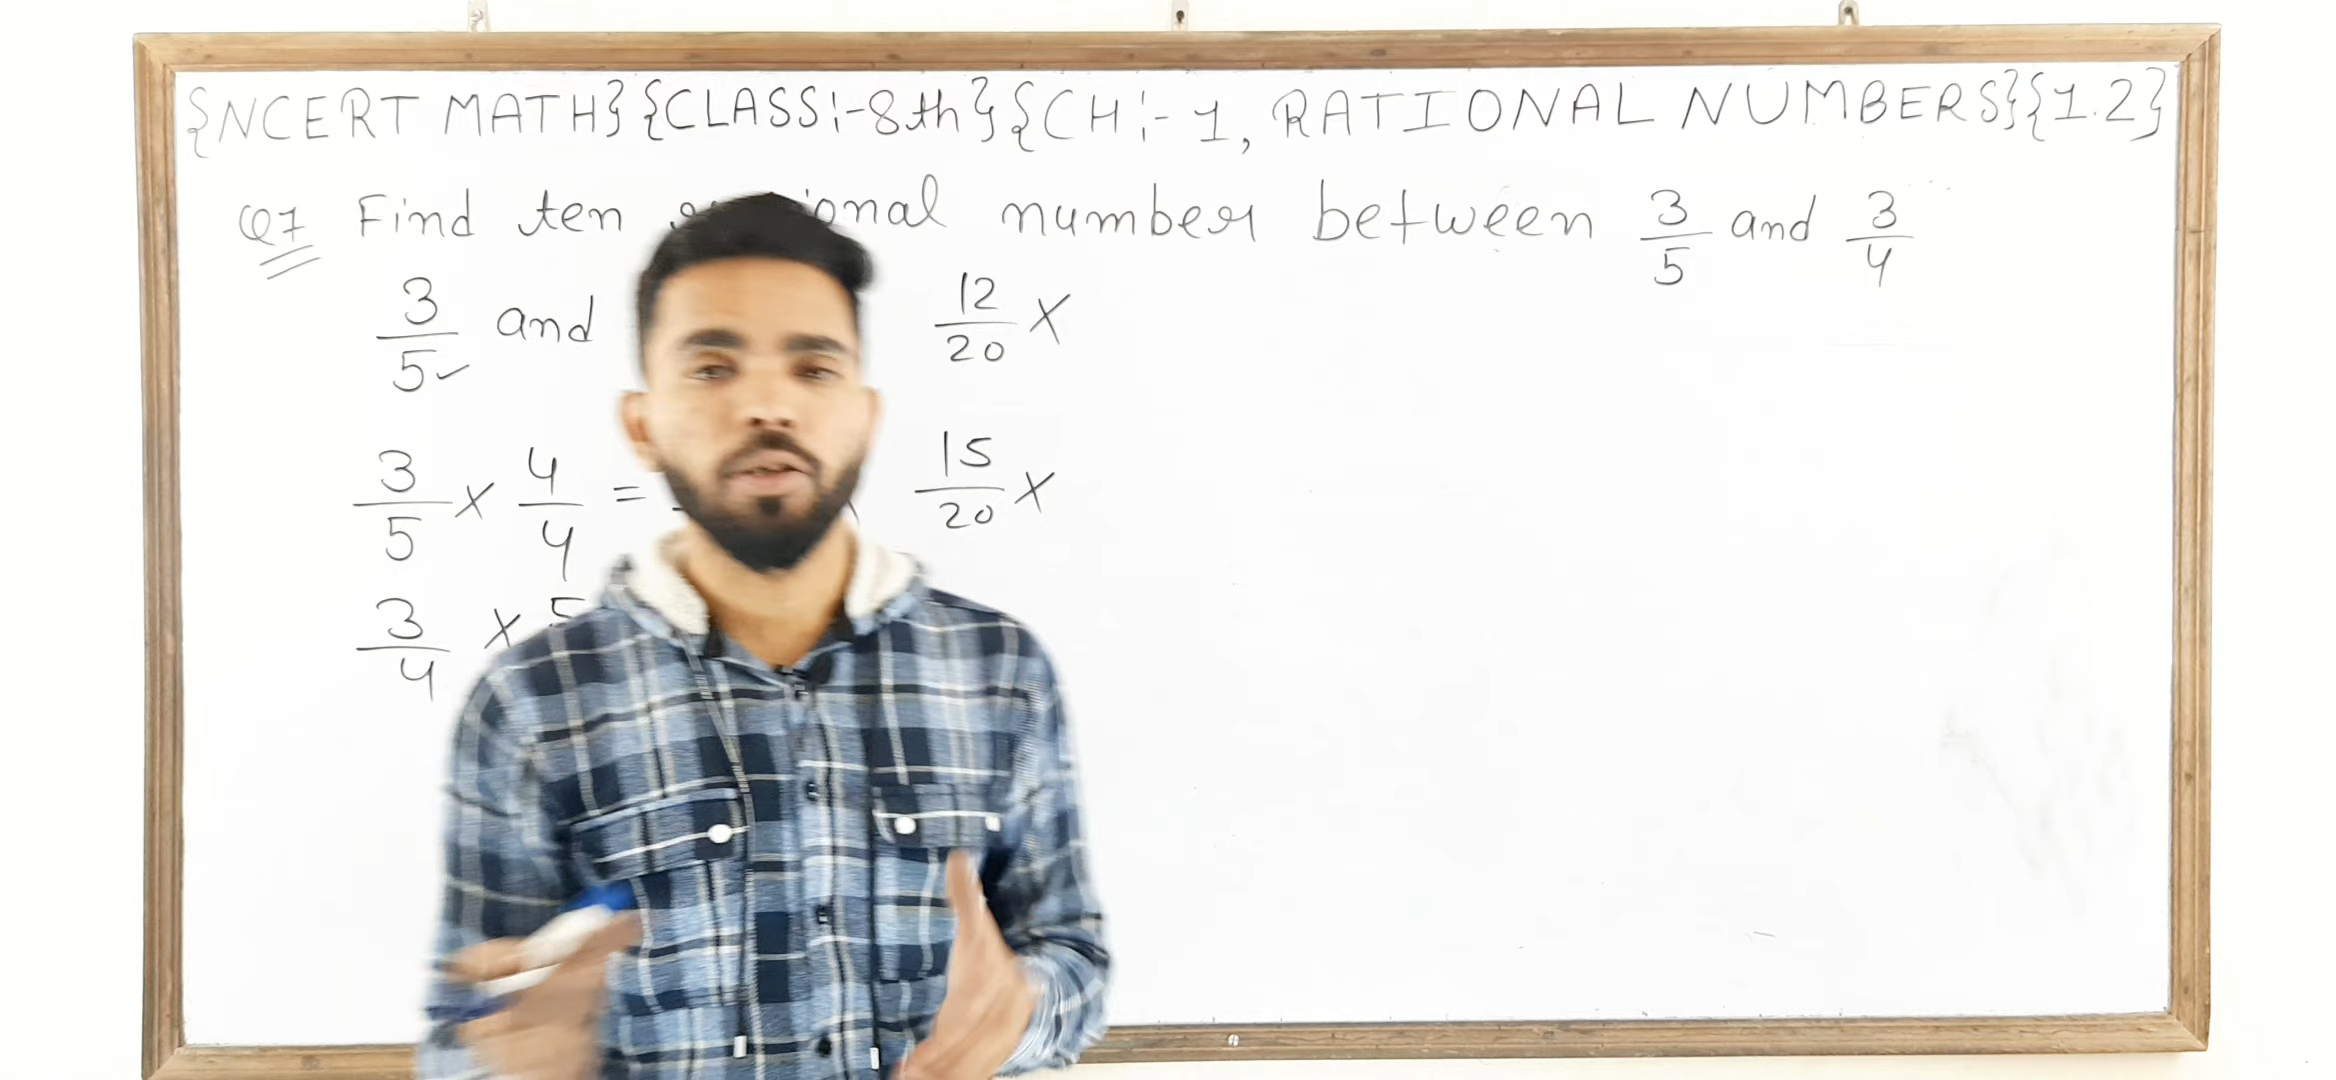 {NCERT MATH}{CLASS:-8th}{CH:-1, RATIONAL NUMBERS}{1.2}
Q7 Find ten number between 3/5 and 3/4
3/5 ✓ and
12/20 ×
3/5 × 4/4 =
15/20 ×
3/4 × 5